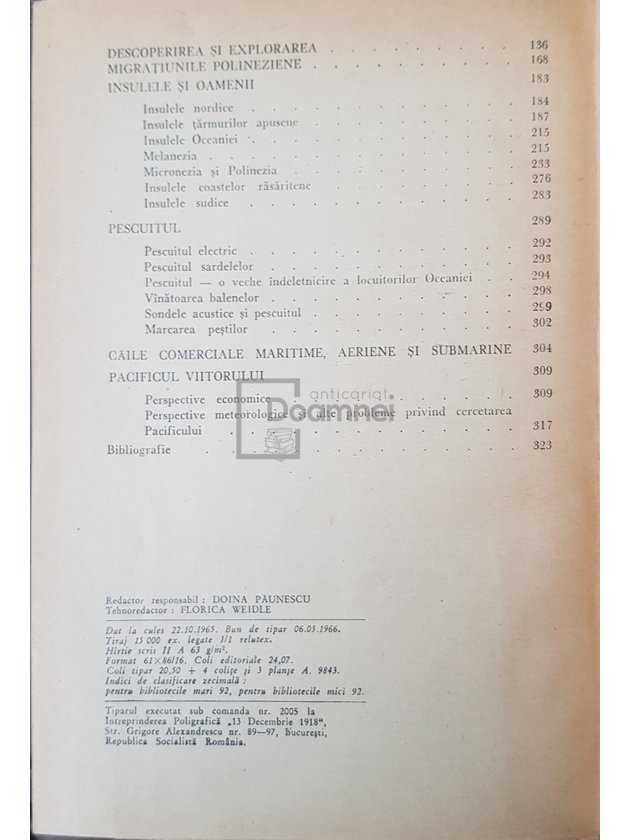 DESCOPERIREA ȘI EXPLORAREA . . . . . . . . . 136
MIGRAȚIUNILE POLINEZIENE . . . . . . . . . . 168
INSULELE ȘI OAMENII 183
Insulele nordice . . . . . . . . . . . . 184
Insulele țărmurilor apusene . . . . . . . . . 187
Insulele Oceaniei . . . . . . . . . . . . 215
Melanezia . . . . . . . . . . . . . 215
Micronezia și Polinezia . . . . . . . . . . 233
Insulele coastelor răsăritene . . . . . . . . 276
Insulele sudice . . . . . . . . . . . . 283
PESCUITUL 289
Pescuitul electric . . . . . . . . . . . . 292
Pescuitul sardelelor . . . . . . . . . . . 293
Pescuitul — o veche îndeletnicire a locuitorilor Oceaniei . . 294
Vînătoarea balenelor . . . . . . . . . . . 298
Sondele acustice și pescuitul . . . . . . . . . 299
Marcarea peștilor . . . . . . . . . . . . 302
CĂILE COMERCIALE MARITIME, AERIENE ȘI SUBMARINE 304
PACIFICUL VIITORULUI 309
anticăriat
Perspective economice . . . . . . . . . . 309
Doamnei
Perspective meteorologice și alte probleme privind cercetarea
Pacificului . . . . . . . . . . . . . 317
Bibliografie . . . . . . . . . . . . . . 323
Redactor responsabil : DOINA PĂUNESCU
Tehnoredactor : FLORICA WEIDLE
Dat la cules 22.10.1965. Bun de tipar 06.05.1966.
Tiraj 15 000 ex. legate 1/1 relutex.
Hîrtie scris II A 63 g/m².
Format 61×86/16. Coli editoriale 24,07.
Coli tipar 20,50 + 4 colițe și 3 planșe A. 9843.
Indici de clasificare zecimală :
pentru bibliotecile mari 92, pentru bibliotecile mici 92.
Tiparul executat sub comanda nr. 2005 la
Întreprinderea Poligrafică „13 Decembrie 1918",
Str. Grigore Alexandrescu nr. 89—97, București,
Republica Socialistă România.